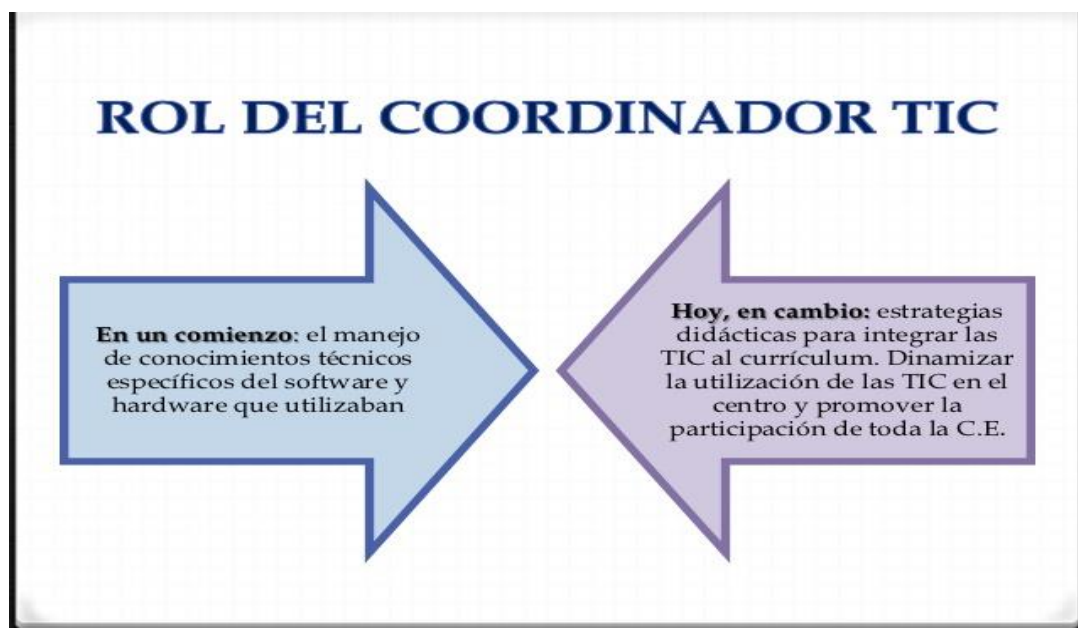 ROL DEL COORDINADOR TIC
En un comienzo: el manejo
de conocimientos técnicos
específicos del software y
hardware que utilizaban
Hoy, en cambio: estrategias
didácticas para integrar las
TIC al currículum. Dinamizar
la utilización de las TIC en el
centro y promover la
participación de toda la C.E.